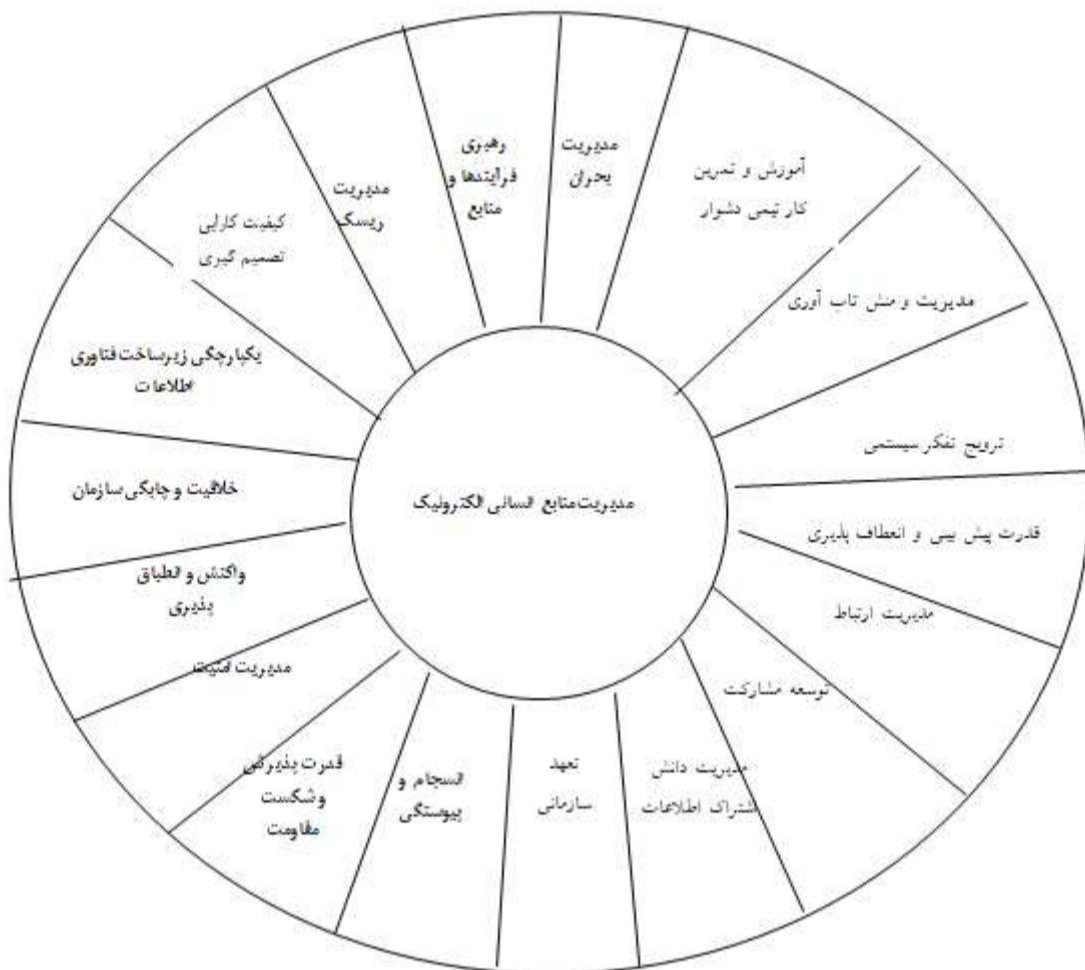 مدیریت
بحران
آموزش و تمرین
کار تیمی دشوار
مدیریت و منش تاب آوری
ترویج تفکر سیستمی
قدرت پیش بینی و انعطاف پذیری
مدیریت ارتباط
توسعه مشارکت
مدیریت دانش
اشتراک اطلاعات
تعهد
سازمانی
انسجام و
پیوستگی
قدرت پذیرش
و شکست
مقاومت
مدیریت امنیت
واکنش و انطباق
پذیری
خلاقیت و چابکی سازمان
یکپارچگی زیرساخت فناوری
اطلاعات
کیفیت کارایی
تصمیم گیری
مدیریت
ریسک
رهبری
فرآیندها و
منابع
مدیریت منابع انسانی الکترونیک